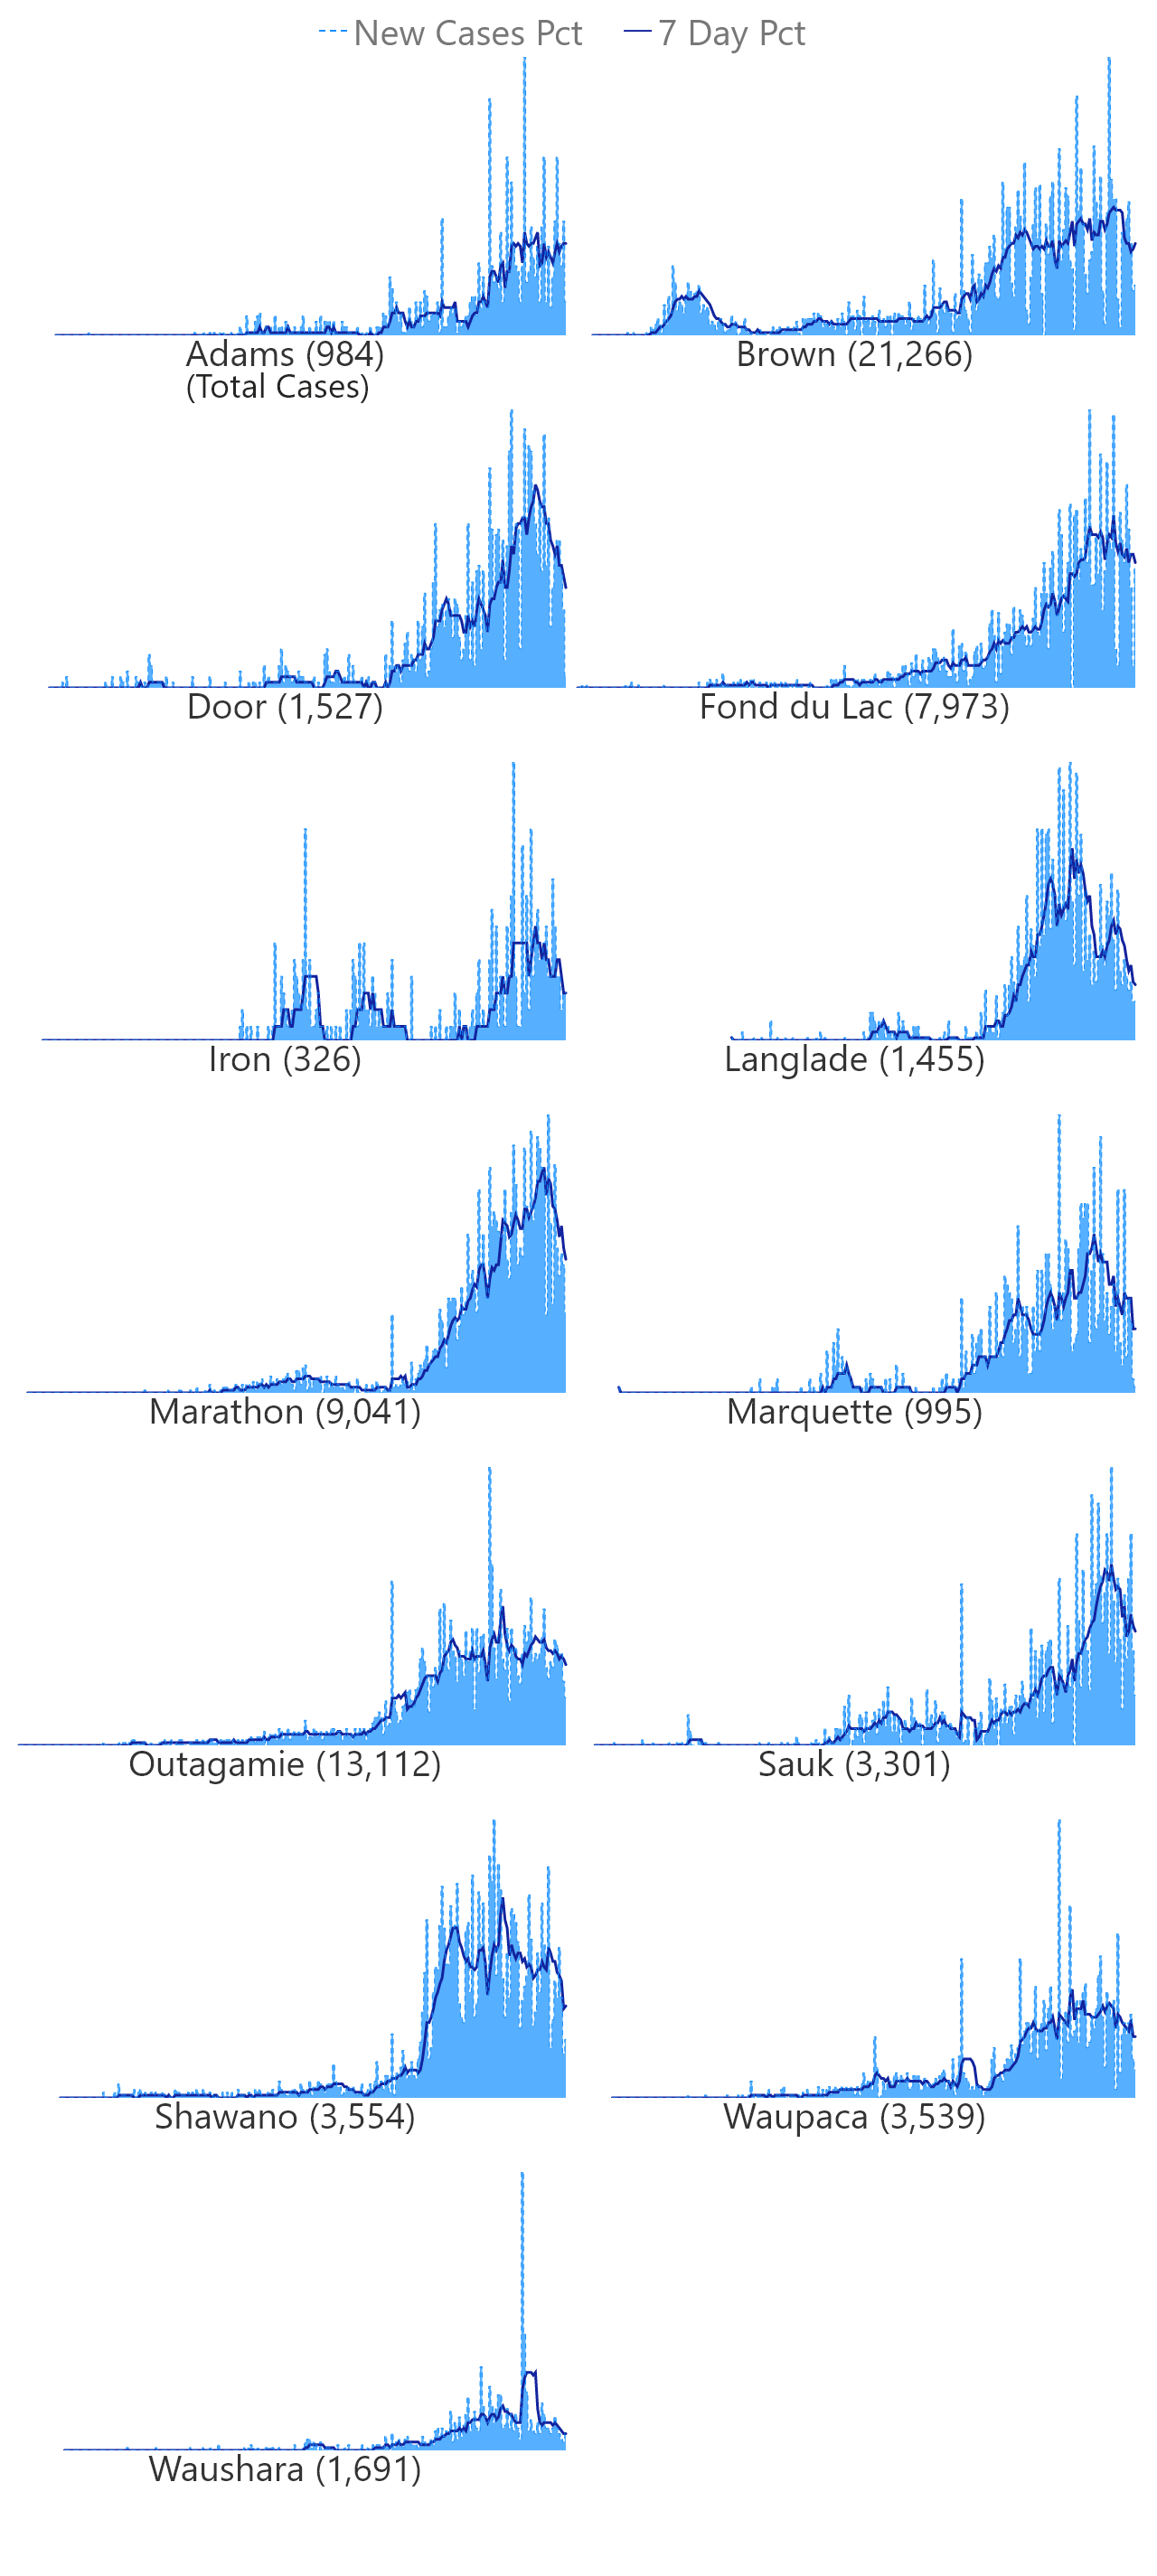 New Cases Pct 7 Day Pct
Adams (984)
(Total Cases)
Brown (21,266)
Door (1,527)
Fond du Lac (7,973)
Iron (326)
Langlade (1,455)
Marathon (9,041)
Marquette (995)
Outagamie (13,112)
Sauk (3,301)
Shawano (3,554)
Waupaca (3,539)
Waushara (1,691)